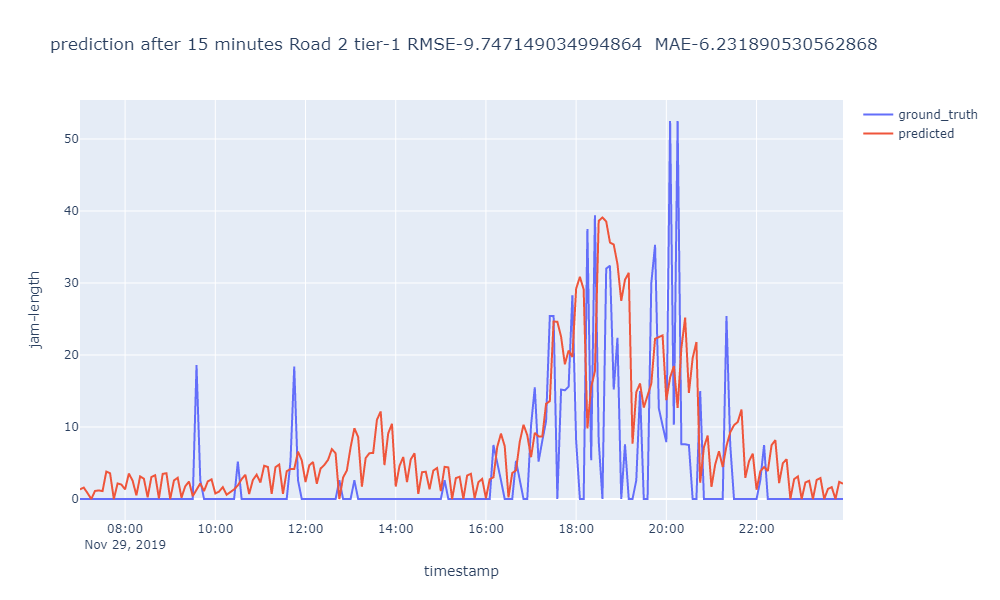 prediction after 15 minutes Road 2 tier-1 RMSE-9.747149034994864  MAE-6.231890530562868
ground_truth
predicted
50
40
30
20
10
0
jam-length
08:00 10:00 12:00 14:00 16:00 18:00 20:00 22:00
Nov 29, 2019
timestamp